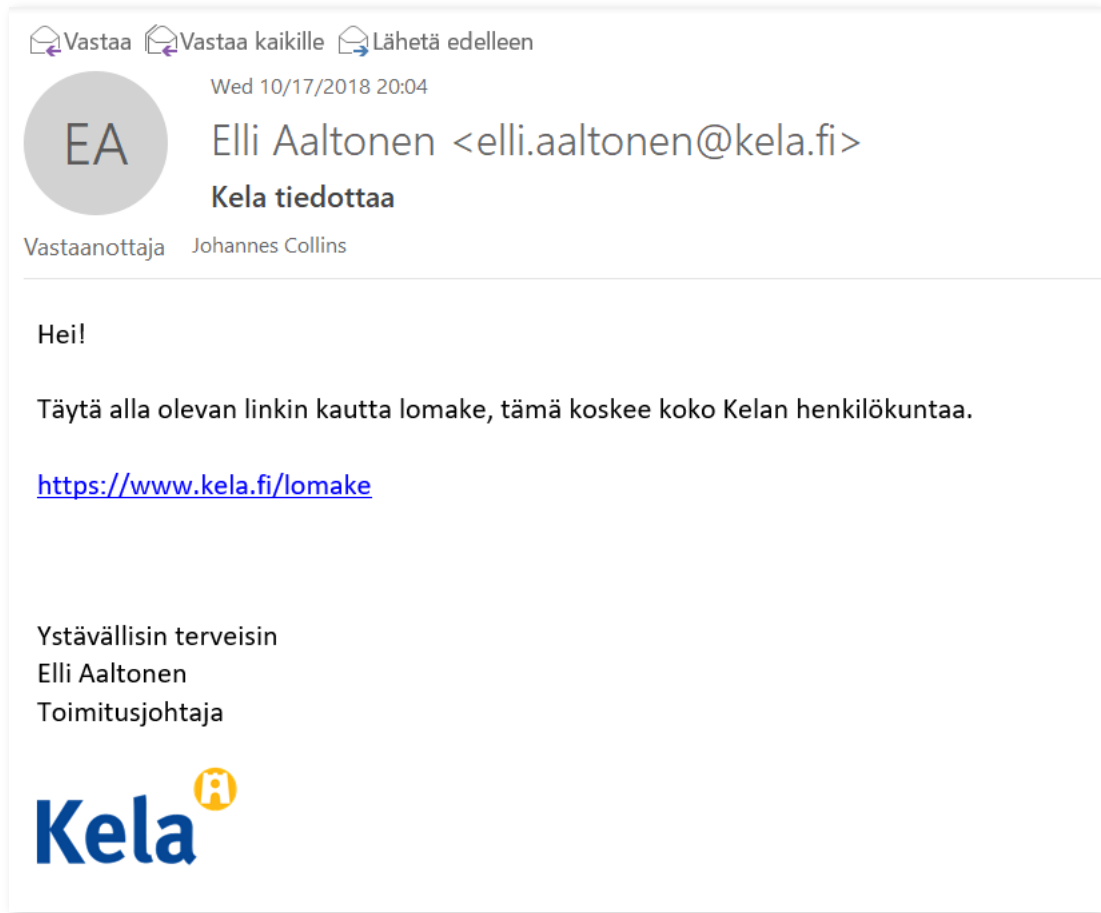 Vastaa Vastaa kaikille Lähetä edelleen
Wed 10/17/2018 20:04
EA
Elli Aaltonen <elli.aaltonen@kela.fi>
Kela tiedottaa
Vastaanottaja Johannes Collins
Hei!
Täytä alla olevan linkin kautta lomake, tämä koskee koko Kelan henkilökuntaa.
https://www.kela.fi/lomake
Ystävällisin terveisin
Elli Aaltonen
Toimitusjohtaja
Kela